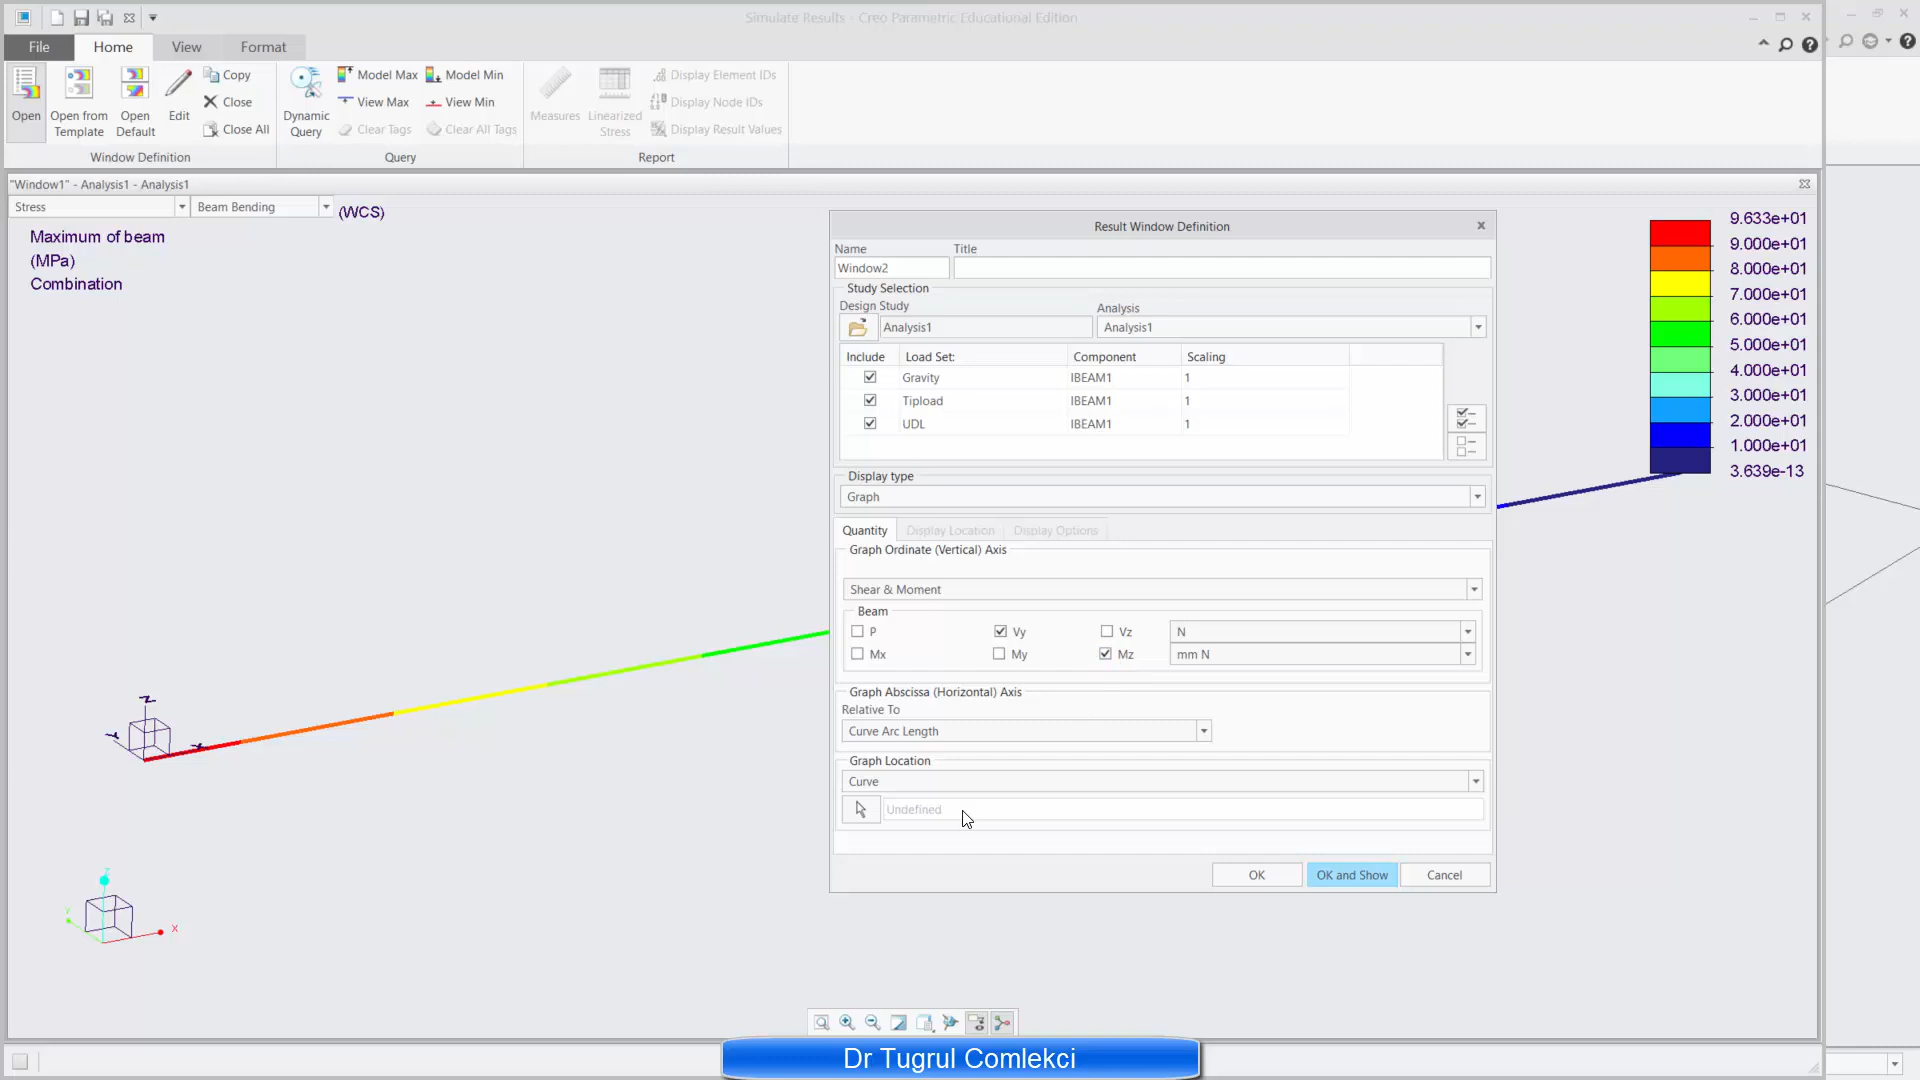 Simulate Results - Creo Parametric Educational Edition
File
Home
View
Format
Open
Open from Template
Open Default
Edit
Copy
Close
Close All
Window Definition
Dynamic Query
Model Max
Model Min
View Max
View Min
Clear Tags
Clear All Tags
Query
Measures
Linearized Stress
Display Element IDs
Display Node IDs
Display Result Values
Report
"Window1" - Analysis1 - Analysis1
Stress
Beam Bending
(WCS)
Maximum of beam
(MPa)
Combination
9.633e+01
9.000e+01
8.000e+01
7.000e+01
6.000e+01
5.000e+01
4.000e+01
3.000e+01
2.000e+01
1.000e+01
3.639e-13
Result Window Definition
Name
Title
Window2
Study Selection
Design Study
Analysis
Analysis1
Analysis1
Include
Load Set:
Component
Scaling
Gravity
IBEAM1
1
Tipload
IBEAM1
1
UDL
IBEAM1
1
Display type
Graph
Quantity
Display Location
Display Options
Graph Ordinate (Vertical) Axis
Shear & Moment
Beam
P
Vy
Vz
N
Mx
My
Mz
mm N
Graph Abscissa (Horizontal) Axis
Relative To
Curve Arc Length
Graph Location
Curve
Undefined
OK
OK and Show
Cancel
Z
Y
X
Z
Y
X
Dr Tugrul Comlekci